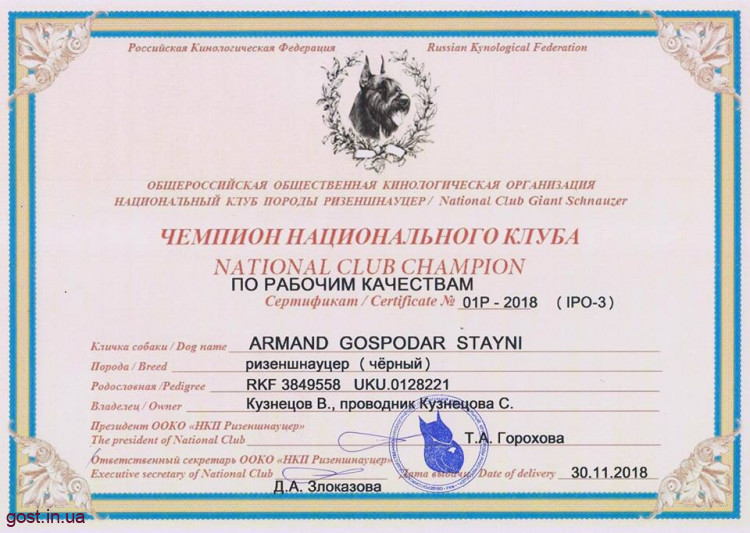 Российская Кинологическая Федерация Russian Kynological Federation
ОБЩЕРОССИЙСКАЯ ОБЩЕСТВЕННАЯ КИНОЛОГИЧЕСКАЯ ОРГАНИЗАЦИЯ
НАЦИОНАЛЬНЫЙ КЛУБ ПОРОДЫ РИЗЕНШНАУЦЕР / National Club Giant Schnauzer
ЧЕМПИОН НАЦИОНАЛЬНОГО КЛУБА
NATIONAL CLUB CHAMPION
ПО РАБОЧИМ КАЧЕСТВАМ
Сертификат / Certificate № 01P - 2018 ( IPO-3 )
Кличка собаки / Dog name ARMAND GOSPODAR STAYNI
Порода / Breed ризеншнауцер ( чёрный )
Родословная /Pedigree RKF 3849558 UKU.0128221
Владелец / Owner Кузнецов В., проводник Кузнецова С.
Президент ООКО «НКП Ризеншнауцер»
The president of National Club Т.А. Горохова
Ответственный секретарь ООКО «НКП Ризеншнауцер»
Executive secretary of National Club Дата выдачи / Date of delivery 30.11.2018
Д.А. Злоказова
gost.in.ua